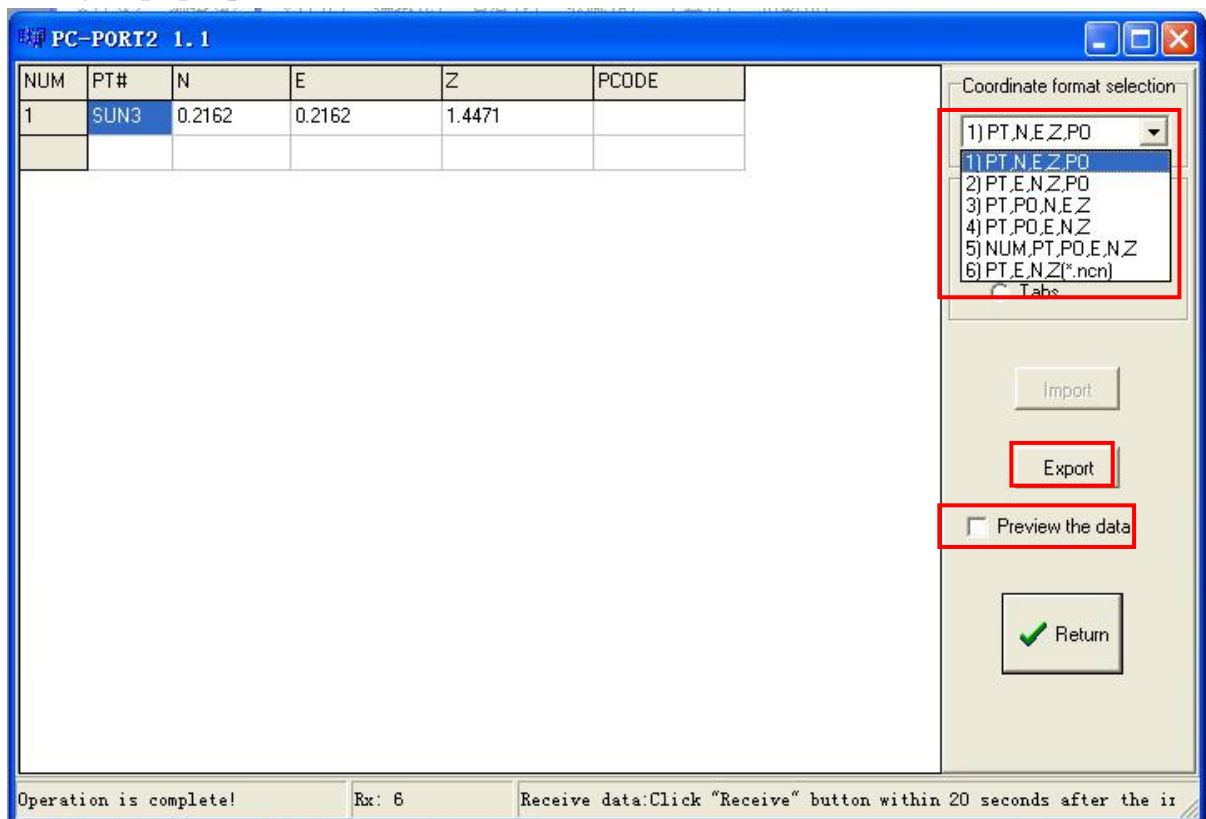 PC-PORT2 1.1
NUM PT# N E Z PCODE
1 SUN3 0.2162 0.2162 1.4471
Coordinate format selection
1) PT,N,E,Z,PO
1) PT,N,E,Z,PO
2) PT,E,N,Z,PO
3) PT,PO,N,E,Z
4) PT,PO,E,N,Z
5) NUM,PT,PO,E,N,Z
6) PT,E,N,Z(*.ncn)
Tabs
Import
Export
Preview the data
Return
Operation is complete! Rx: 6 Receive data:Click "Receive" button within 20 seconds after the